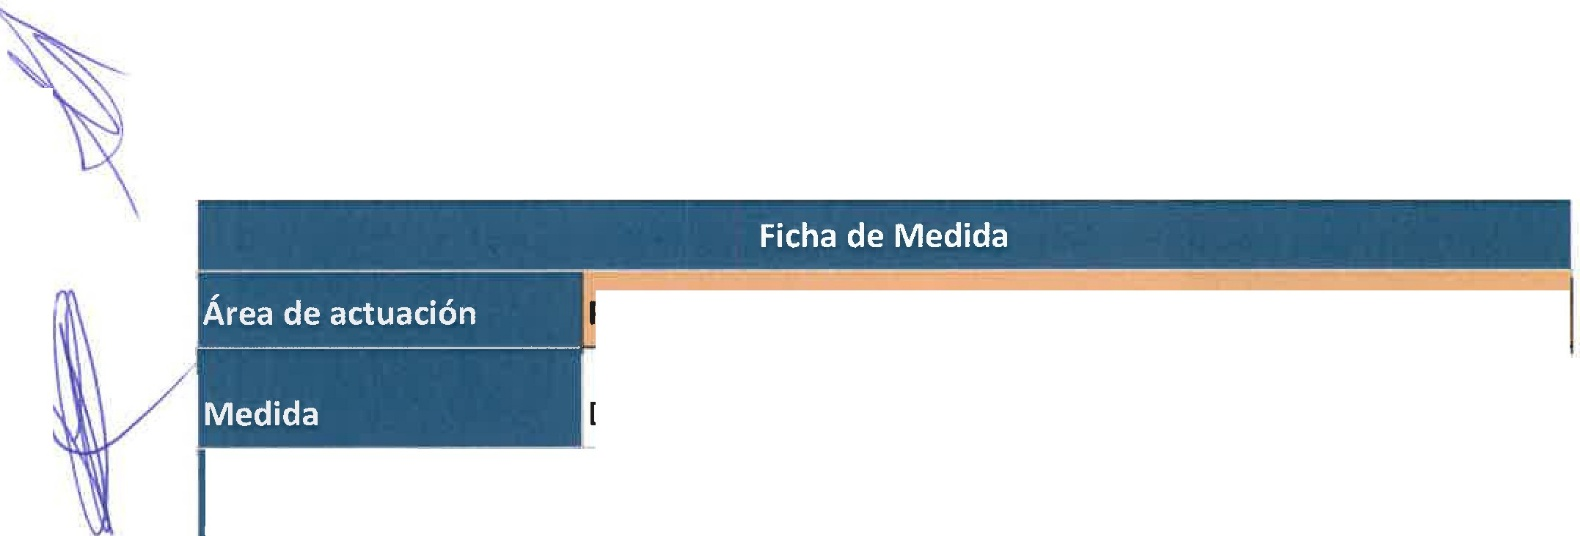 Ficha de Medida
Área de actuación
Medida